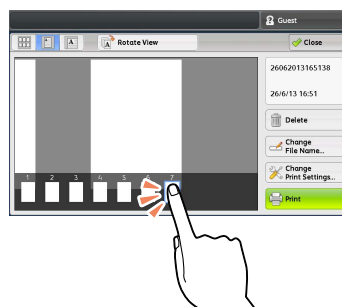 Guest
A
A
Rotate View
Close
26062013165138
26/6/13 16:51
Delete
Change
File Name...
Change
Print Settings...
Print
1 2 3 4 5 7